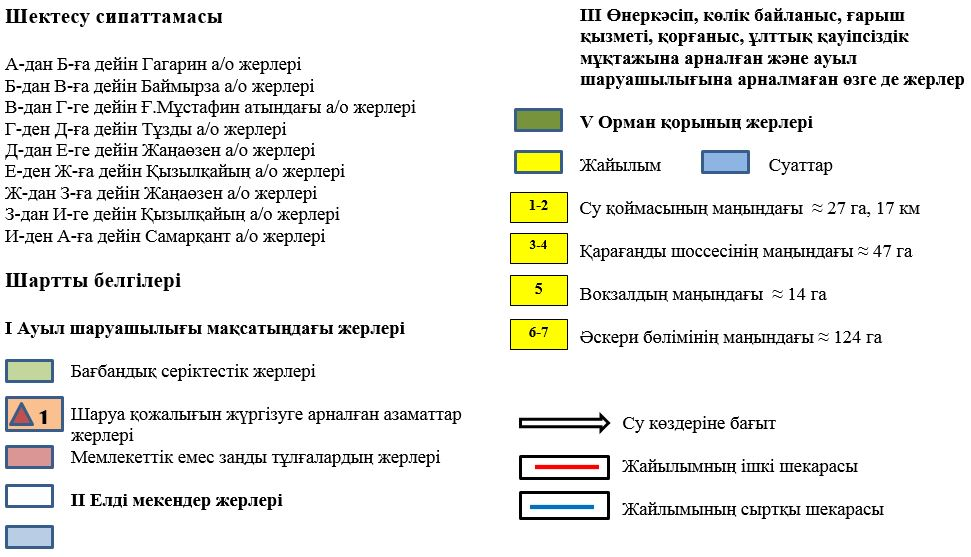 Шектесу сипаттамасы
А-дан Б-ға дейін Гагарин а/о жерлері
Б-дан В-ға дейін Баймырза а/о жерлері
В-дан Г-ге дейін Ғ.Мұстафин атындағы а/о жерлері
Г-ден Д-ға дейін Тұзды а/о жерлері
Д-дан Е-ге дейін Жаңаөзен а/о жерлері
Е-ден Ж-ға дейін Қызылқайың а/о жерлері
Ж-дан З-ға дейін Жаңаөзен а/о жерлері
З-дан И-ге дейін Қызылқайың а/о жерлері
И-ден А-ға дейін Самарқант а/о жерлері
Шартты белгілері
I Ауыл шаруашылығы мақсатыңдағы жерлері
Бағбандық серіктестік жерлері
1 Шаруа қожалығын жүргізуге арналған азаматтар
жерлері
Мемлекеттік емес занды тұлғалардың жерлері
II Елді мекендер жерлері
III Өнеркәсіп, көлік байланыс, ғарыш
қызметі, қорғаныс, ұлттық қауіпсіздік
мұқтажына арналған және ауыл
шаруашылығына арналмаған өзге де жерлер
V Орман қорының жерлері
Жайылым Суаттар
1-2 Су қоймасының маңындағы ≈ 27 га, 17 км
3-4 Қарағанды шоссесінің маңындағы ≈ 47 га
5 Вокзалдың маңындағы ≈ 14 га
6-7 Әскери бөлімінің маңындағы ≈ 124 га
Су көздеріне бағыт
Жайылымның ішкі шекарасы
Жайлымының сыртқы шекарасы